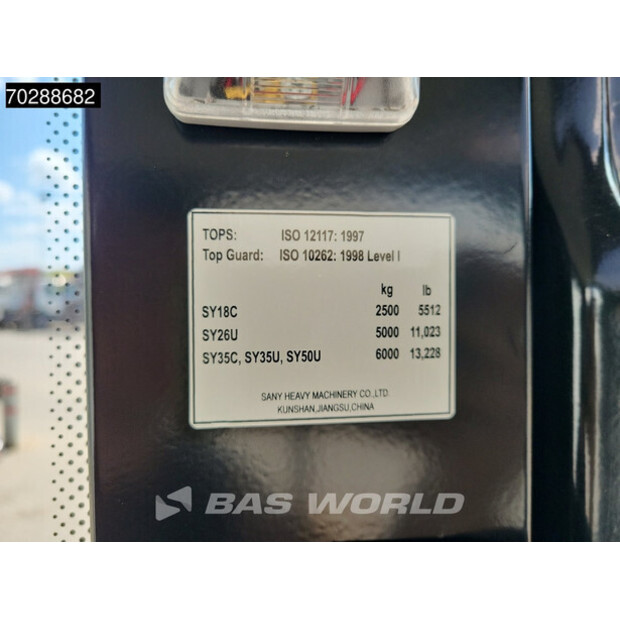 70288682
TOPS: ISO 12117: 1997
Top Guard: ISO 10262: 1998 Level I
kg lb
SY18C 2500 5512
SY26U 5000 11,023
SY35C, SY35U, SY50U 6000 13,228
SANY HEAVY MACHINERY CO.,LTD.
KUNSHAN,JIANGSU,CHINA
BAS WORLD